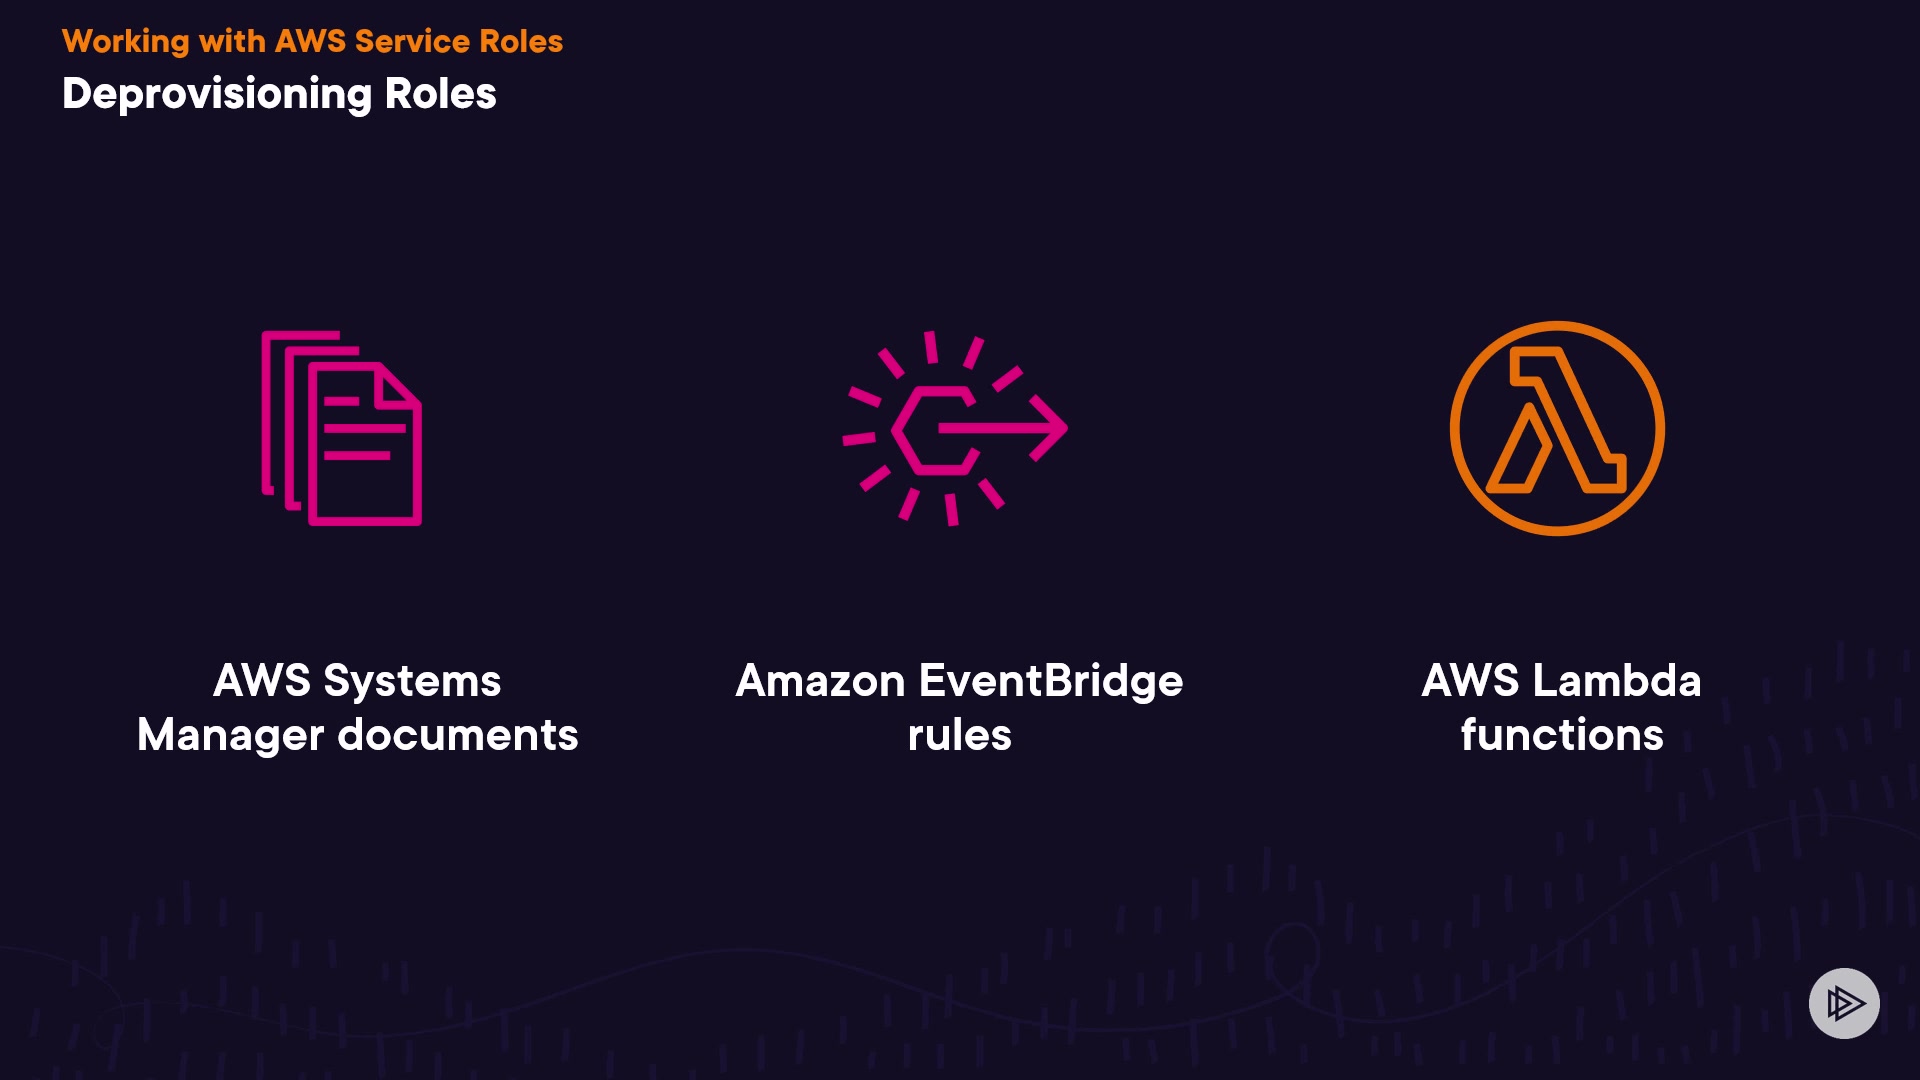 Working with AWS Service Roles
Deprovisioning Roles
AWS Systems
Manager documents
Amazon EventBridge
rules
AWS Lambda
functions